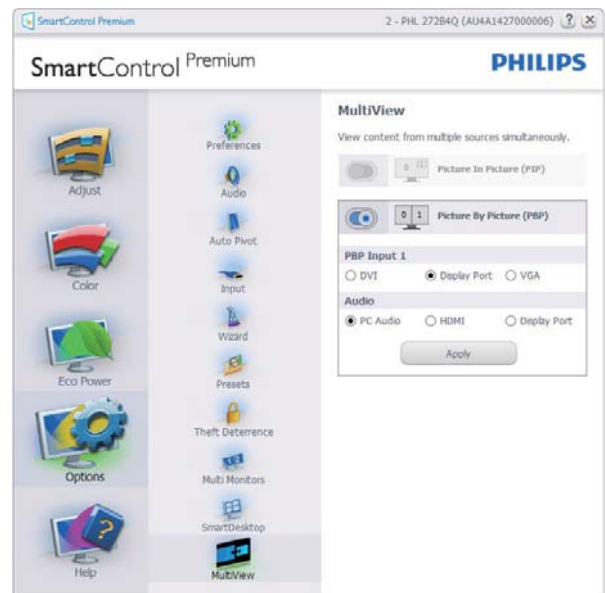 SmartControl Premium
2 - PHL 272B4Q (AU4A1427000006) ? X
SmartControl Premium
PHILIPS
Adjust
Color
Eco Power
Options
Help
Preferences
Audio
Auto Pivot
Input
Wizard
Presets
Theft Deterrence
Multi Monitors
SmartDesktop
MultiView
MultiView
View content from multiple sources simultaneously.
0 Picture In Picture (PIP)
0 1 Picture By Picture (PBP)
PBP Input 1
DVI Display Port VGA
Audio
PC Audio HDMI Display Port
Apply